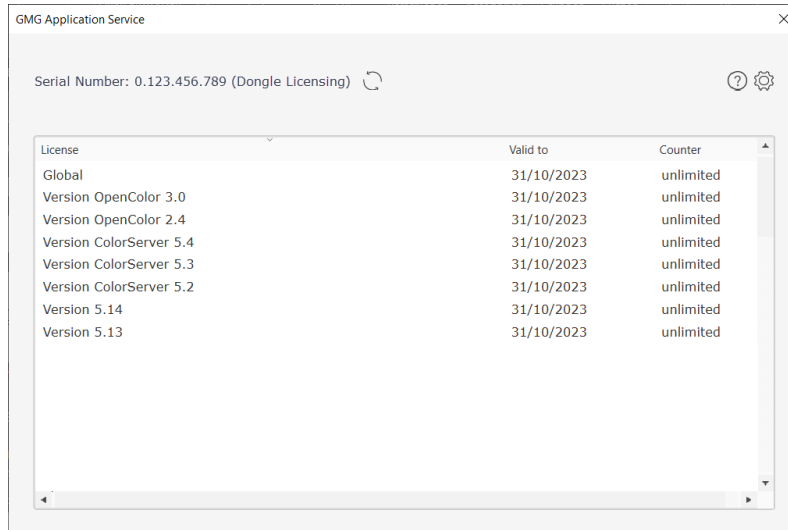 GMG Application Service
Serial Number: 0.123.456.789 (Dongle Licensing)
License Valid to Counter
Global 31/10/2023 unlimited
Version OpenColor 3.0 31/10/2023 unlimited
Version OpenColor 2.4 31/10/2023 unlimited
Version ColorServer 5.4 31/10/2023 unlimited
Version ColorServer 5.3 31/10/2023 unlimited
Version ColorServer 5.2 31/10/2023 unlimited
Version 5.14 31/10/2023 unlimited
Version 5.13 31/10/2023 unlimited